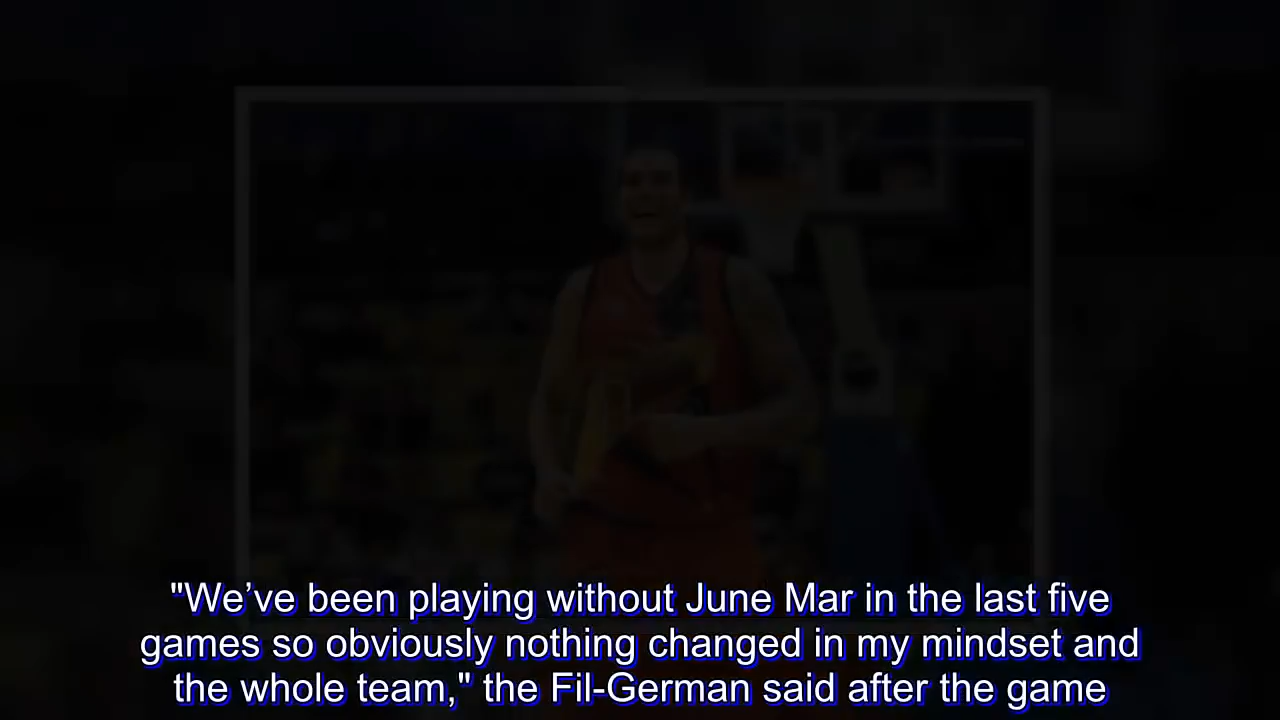 "We’ve been playing without June Mar in the last five
games so obviously nothing changed in my mindset and
the whole team," the Fil-German said after the game